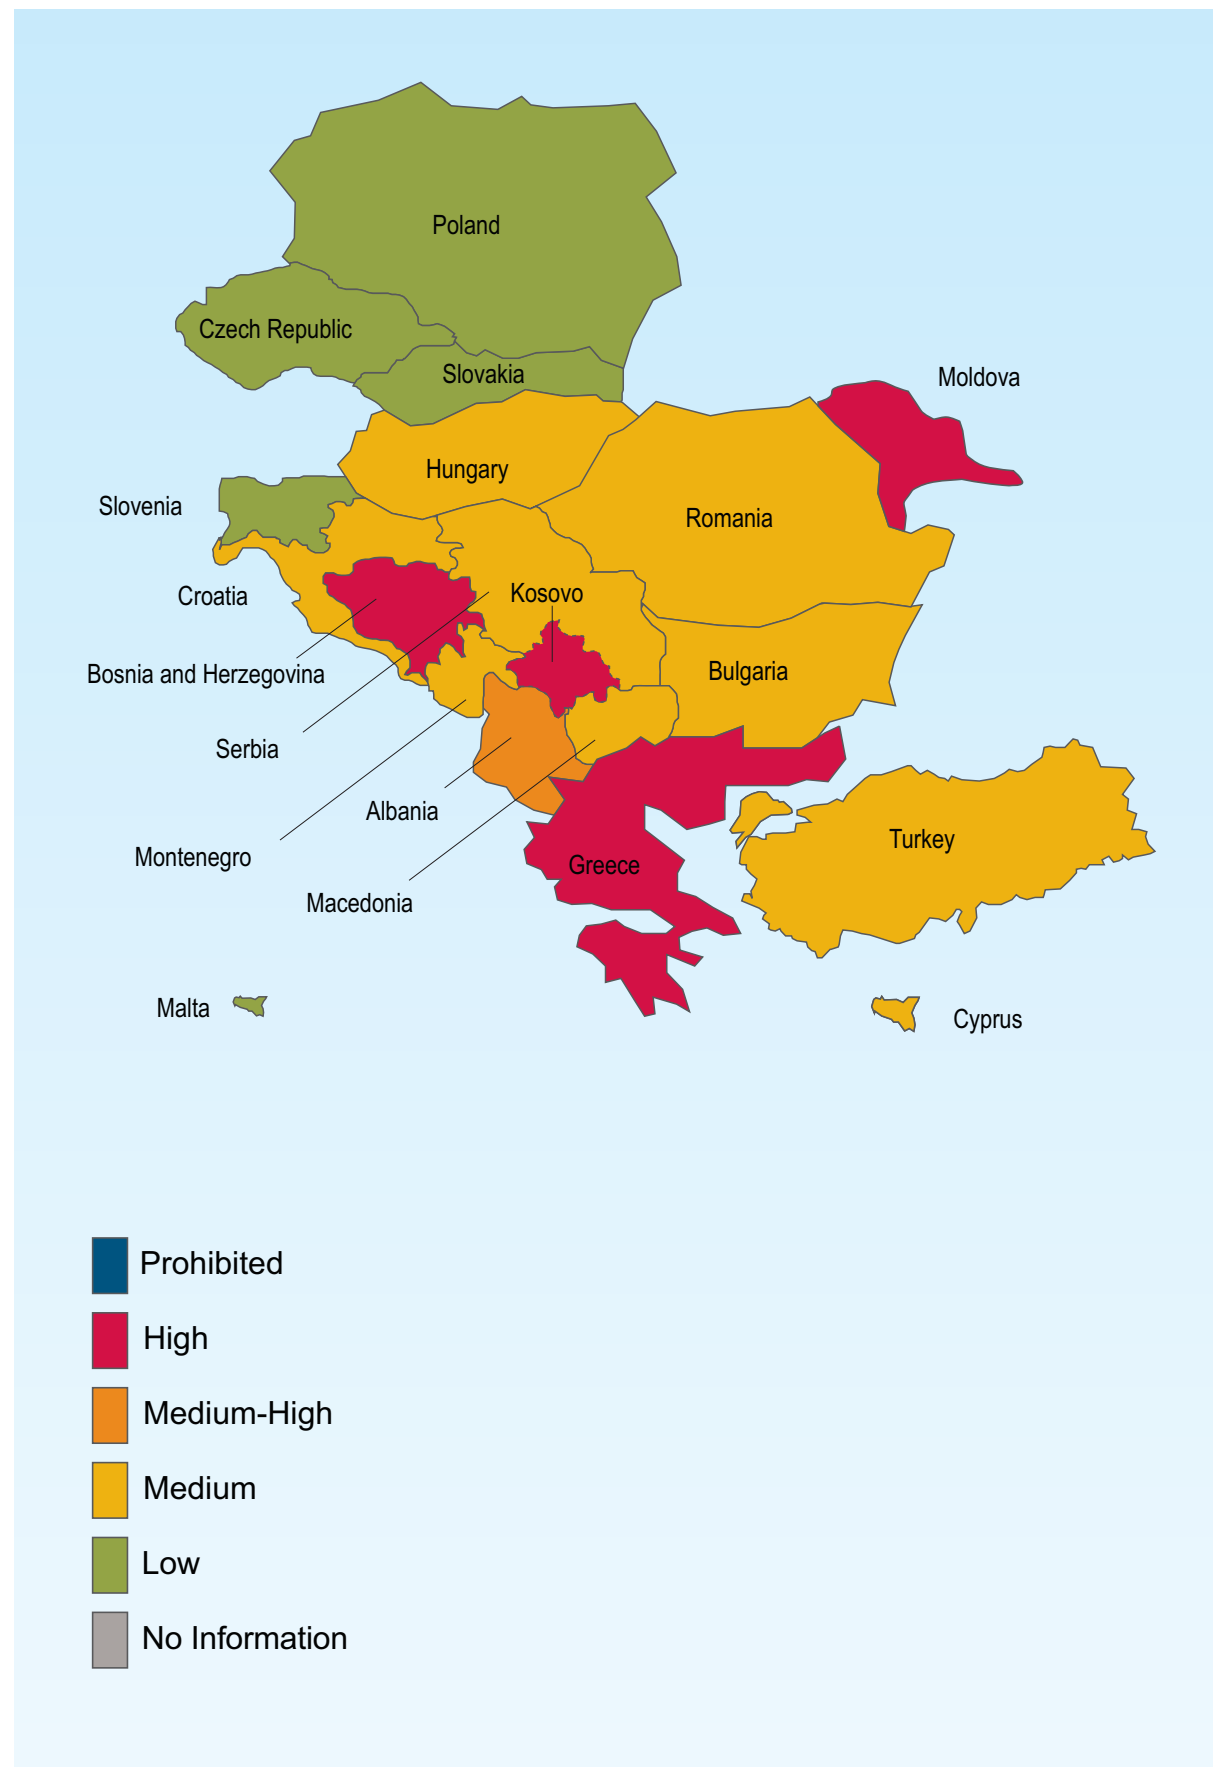 Poland
Czech Republic
Slovakia
Moldova
Hungary
Slovenia
Romania
Kosovo
Croatia
Bosnia and Herzegovina
Bulgaria
Serbia
Albania
Turkey
Montenegro
Greece
Macedonia
Malta
Cyprus
Prohibited
High
Medium-High
Medium
Low
No Information